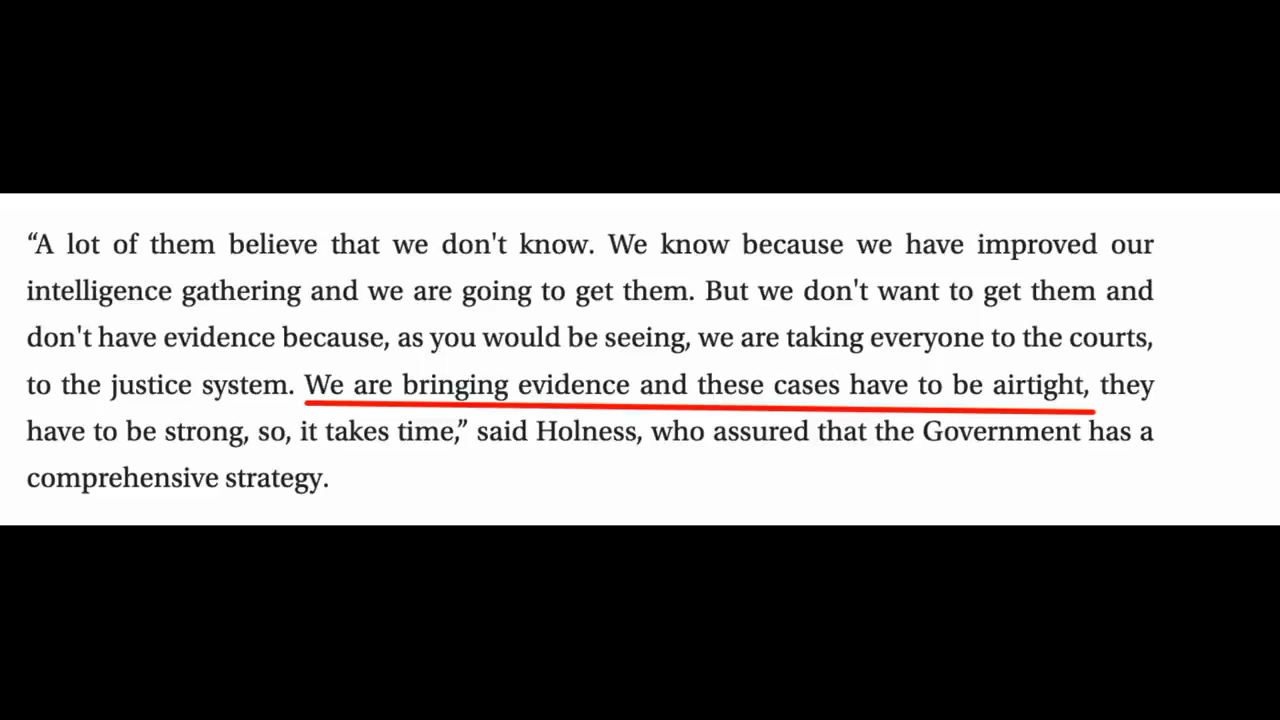 “A lot of them believe that we don't know. We know because we have improved our
intelligence gathering and we are going to get them. But we don't want to get them and
don't have evidence because, as you would be seeing, we are taking everyone to the courts,
to the justice system. We are bringing evidence and these cases have to be airtight, they
have to be strong, so, it takes time,” said Holness, who assured that the Government has a
comprehensive strategy.